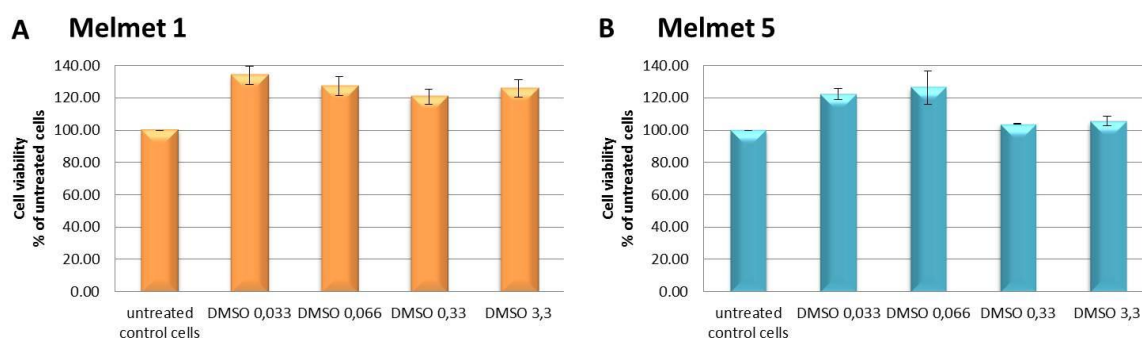 A Melmet 1
Cell viability
% of untreated cells
140.00
120.00
100.00
80.00
60.00
40.00
20.00
0.00
untreated control cells
DMSO 0,033
DMSO 0,066
DMSO 0,33
DMSO 3,3
B Melmet 5
Cell viability
% of untreated cells
140.00
120.00
100.00
80.00
60.00
40.00
20.00
0.00
untreated
control cells
DMSO 0,033
DMSO 0,066
DMSO 0,33
DMSO 3,3